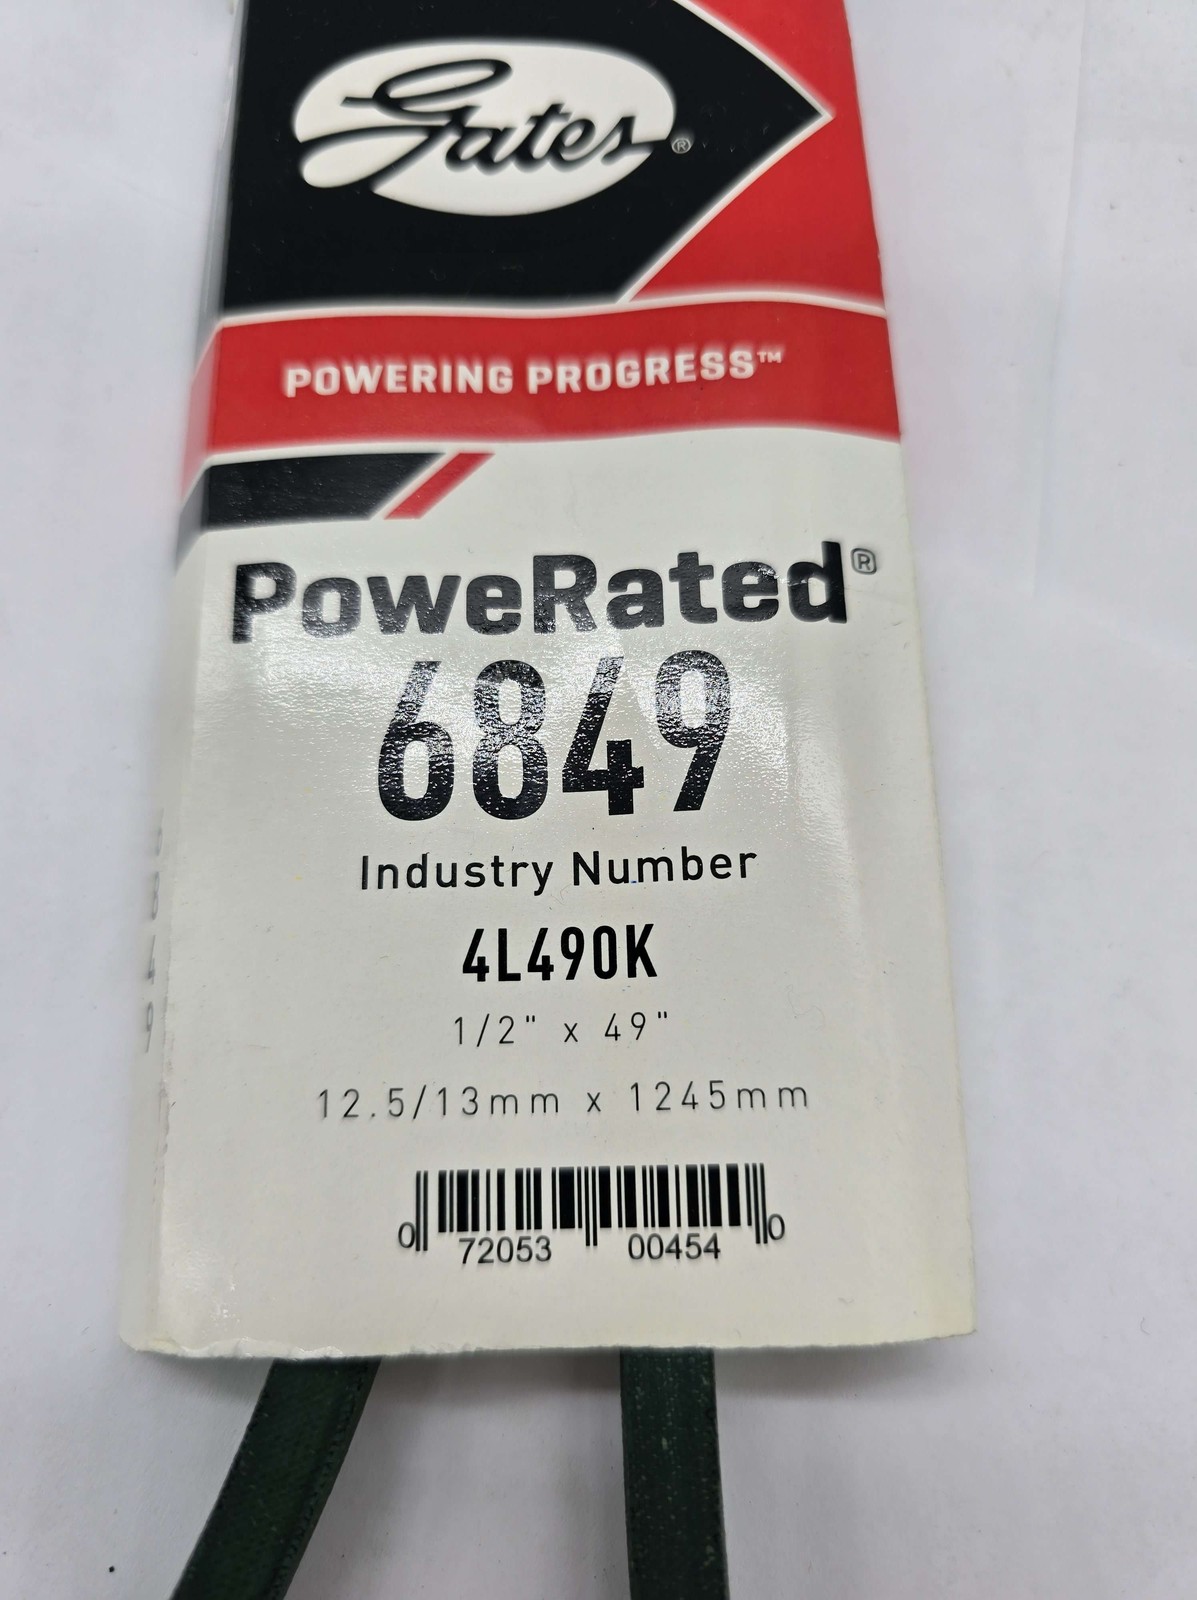 Gates®
POWERING PROGRESS™
PoweRated®
6849
Industry Number
4L490K
1/2" x 49"
12.5/13mm x 1245mm
0 72053 00454 0
6849